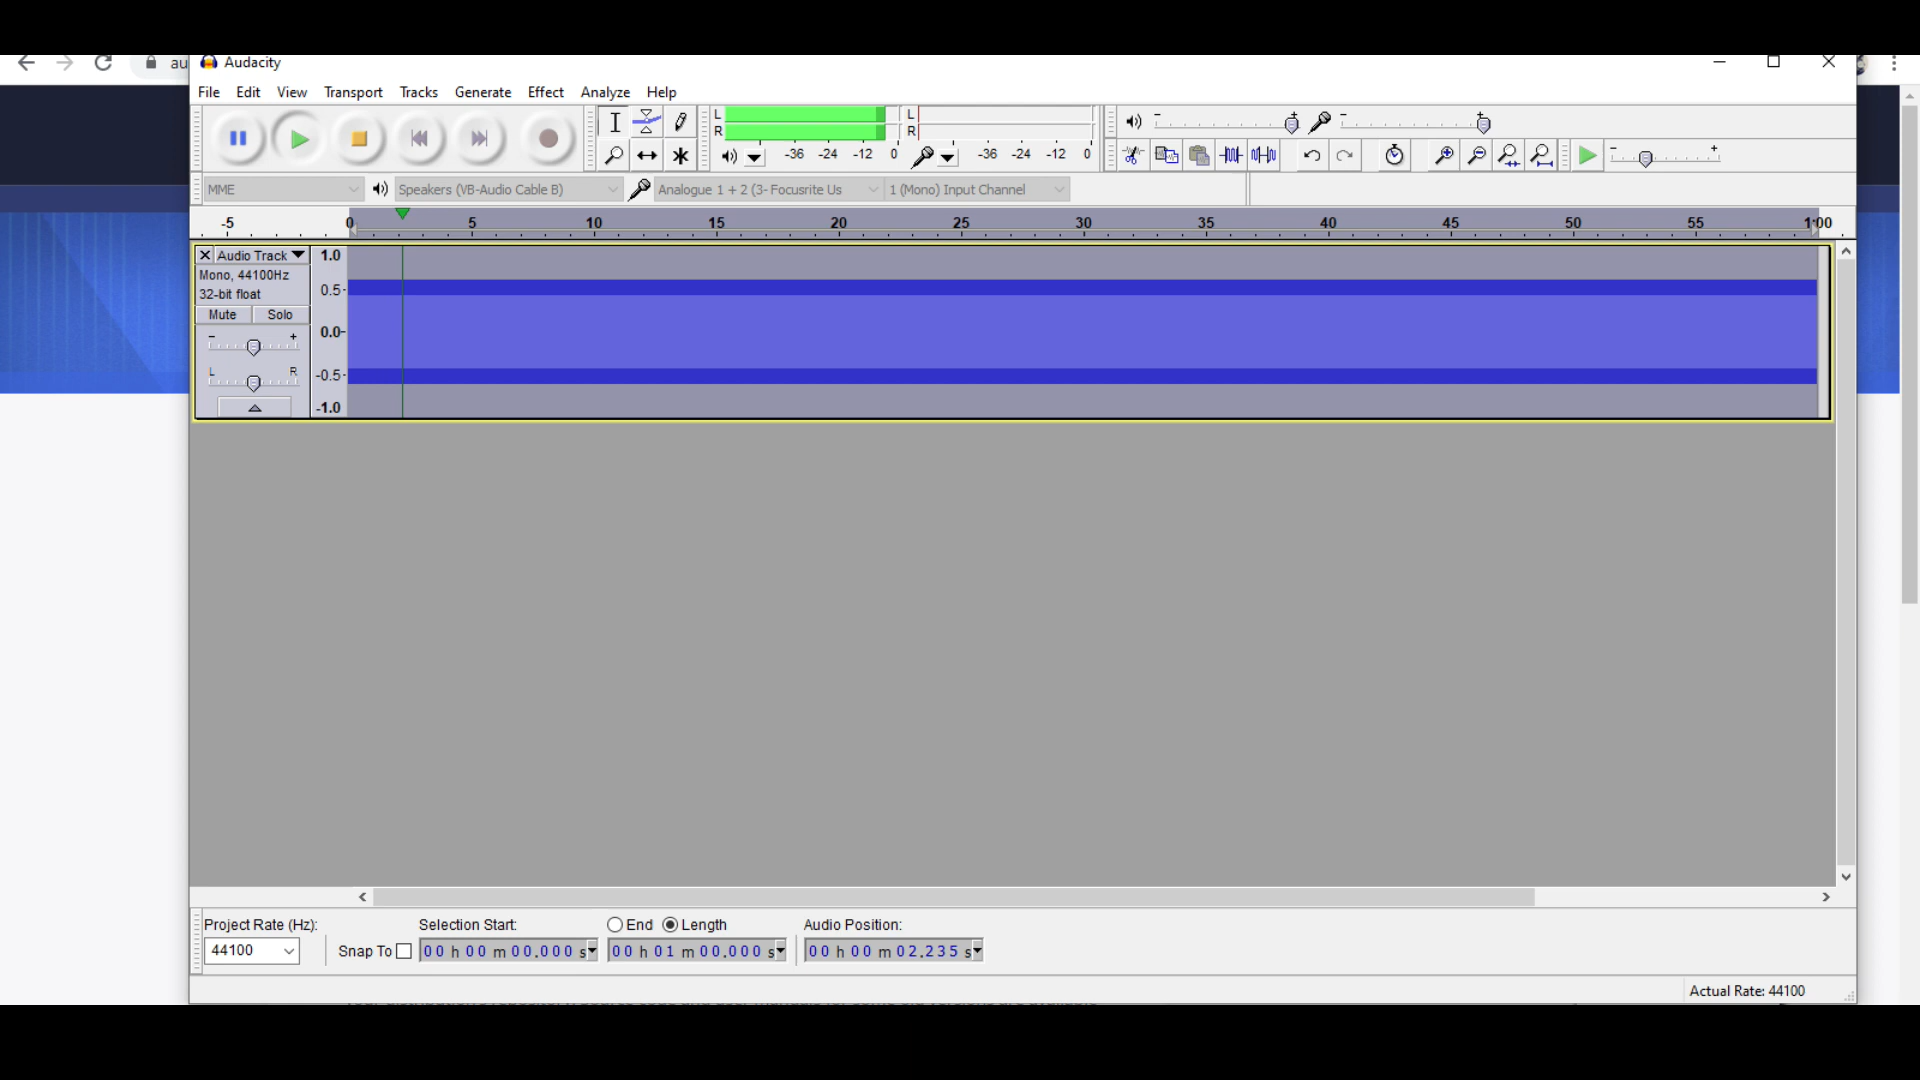 au
Audacity
File Edit View Transport Tracks Generate Effect Analyze Help
L
R
-36 -24 -12 0
L
R
-36 -24 -12 0
- +
- +
- +
MME
Speakers (VB-Audio Cable B)
Analogue 1 + 2 (3- Focusrite Us
1 (Mono) Input Channel
-5 0 5 10 15 20 25 30 35 40 45 50 55 1:00
X Audio Track
Mono, 44100Hz
32-bit float
Mute Solo
- +
L R
1.0
0.5
0.0
-0.5
-1.0
Project Rate (Hz):
44100
Snap To
Selection Start:
00 h 00 m 00.000 s
End Length
00 h 01 m 00.000 s
Audio Position:
00 h 00 m 02.235 s
Actual Rate: 44100